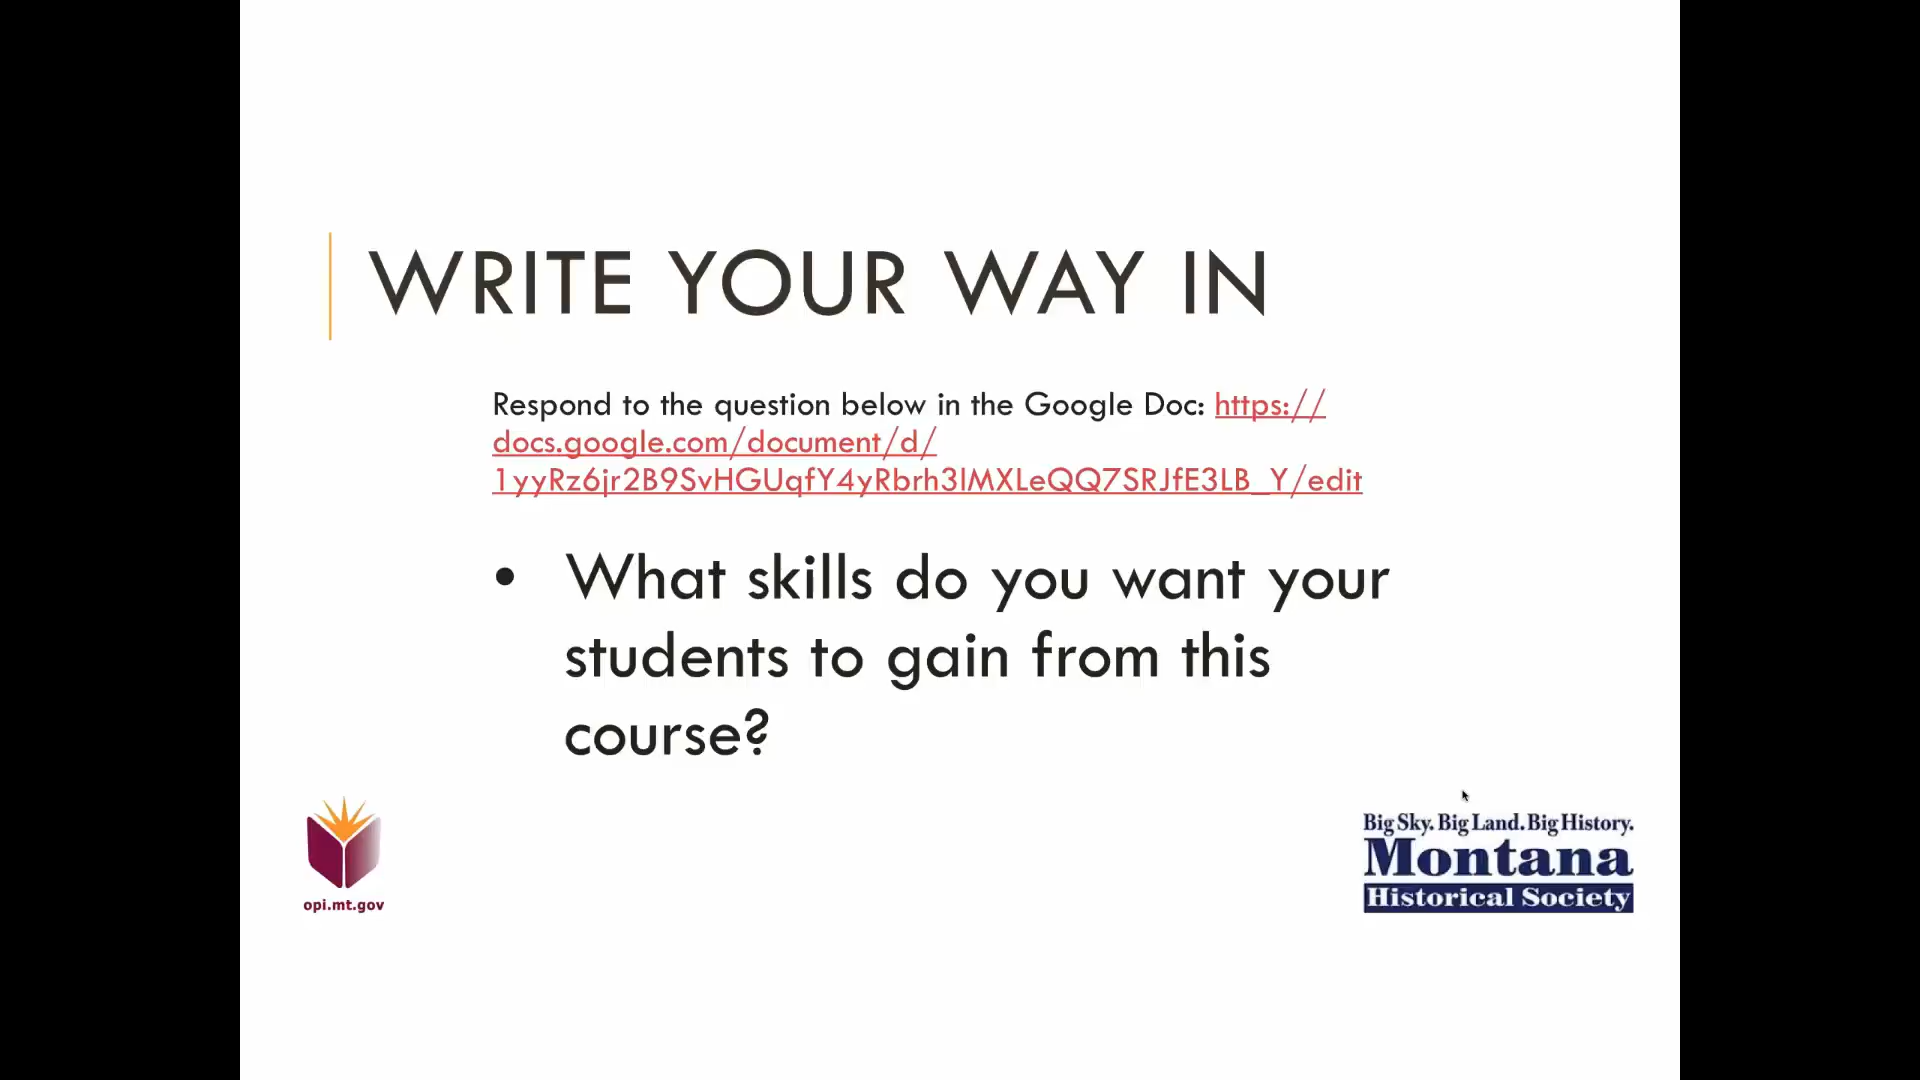 WRITE YOUR WAY IN
Respond to the question below in the Google Doc: https://
docs.google.com/document/d/
1yyRz6jr2B9SvHGUqfY4yRbrh3lMXLeQQ7SRJfE3LB_Y/edit
• What skills do you want your
students to gain from this
course?
opi.mt.gov
Big Sky. Big Land. Big History.
Montana
Historical Society